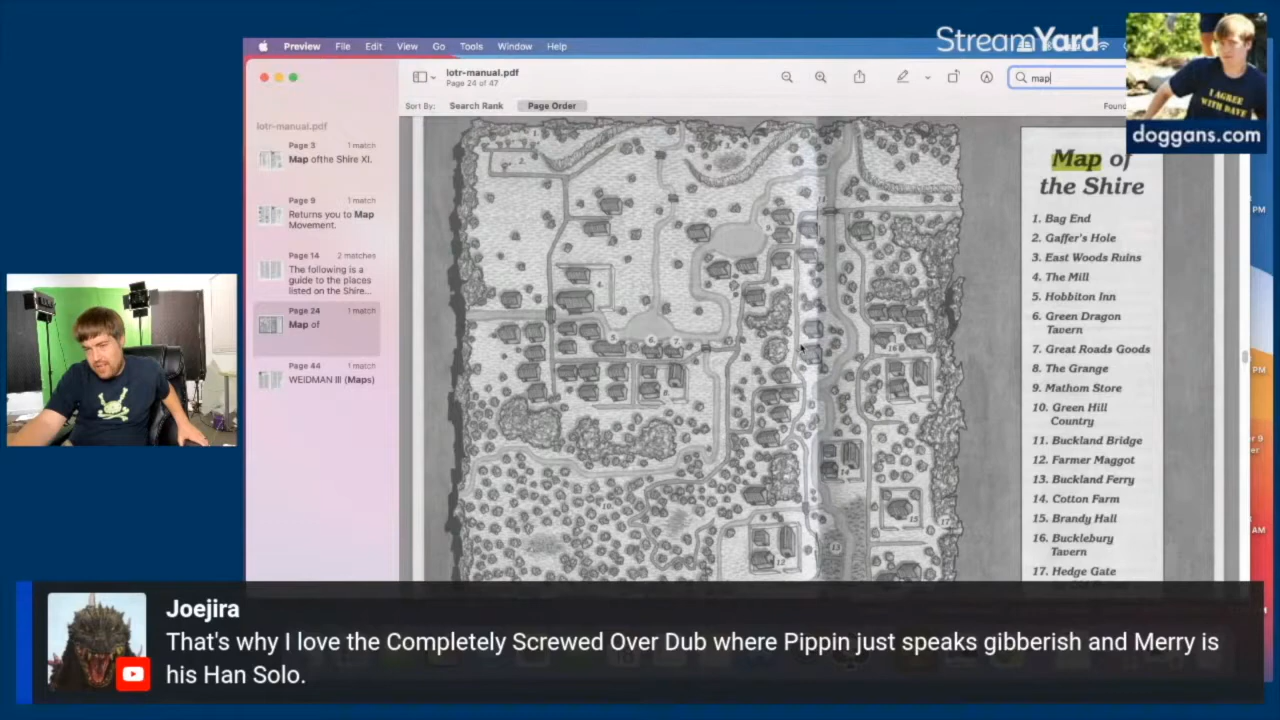 StreamYard
I AGREE
WITH DAVE
doggans.com
Preview File Edit View Go Tools Window Help
lotr-manual.pdf
Page 24 of 47
map
Sort By: Search Rank Page Order
lotr-manual.pdf
Page 3 1 match
Map ofthe Shire XI.
Page 9 1 match
Returns you to Map
Movement.
Page 14 2 matches
The following is a
guide to the places
listed on the Shire...
Page 24 1 match
Map of
Page 44 1 match
WEIDMAN III (Maps)
Map of
the Shire
1. Bag End
2. Gaffer's Hole
3. East Woods Ruins
4. The Mill
5. Hobbiton Inn
6. Green Dragon
Tavern
7. Great Roads Goods
8. The Grange
9. Mathom Store
10. Green Hill
Country
11. Buckland Bridge
12. Farmer Maggot
13. Buckland Ferry
14. Cotton Farm
15. Brandy Hall
16. Bucklebury
Tavern
17. Hedge Gate
PM
PM
AM
Joejira
That's why I love the Completely Screwed Over Dub where Pippin just speaks gibberish and Merry is
his Han Solo.